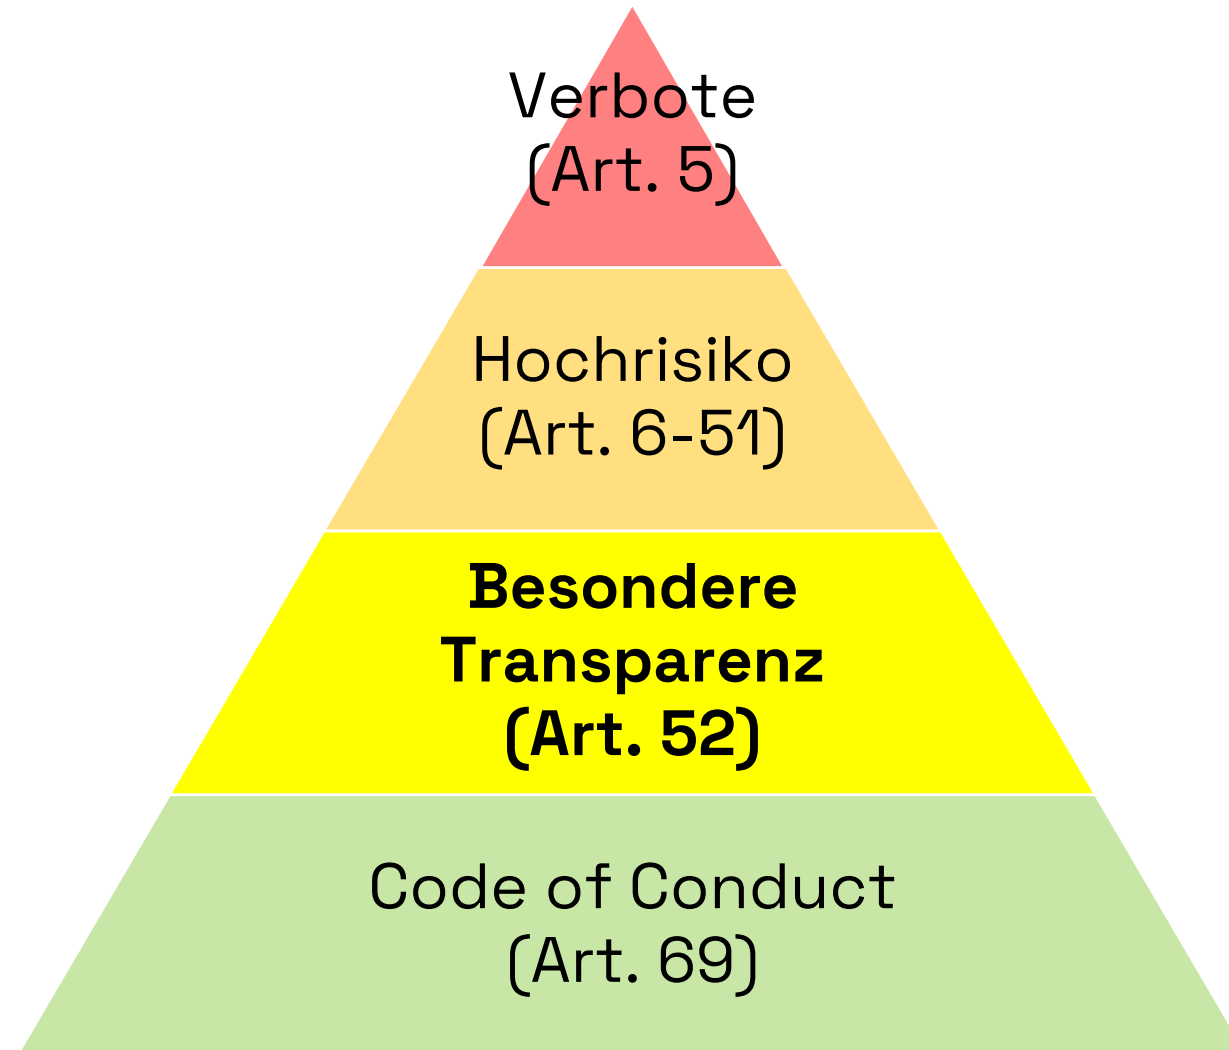 Verbote
(Art. 5)
Hochrisiko
(Art. 6-51)
Besondere
Transparenz
(Art. 52)
Code of Conduct
(Art. 69)